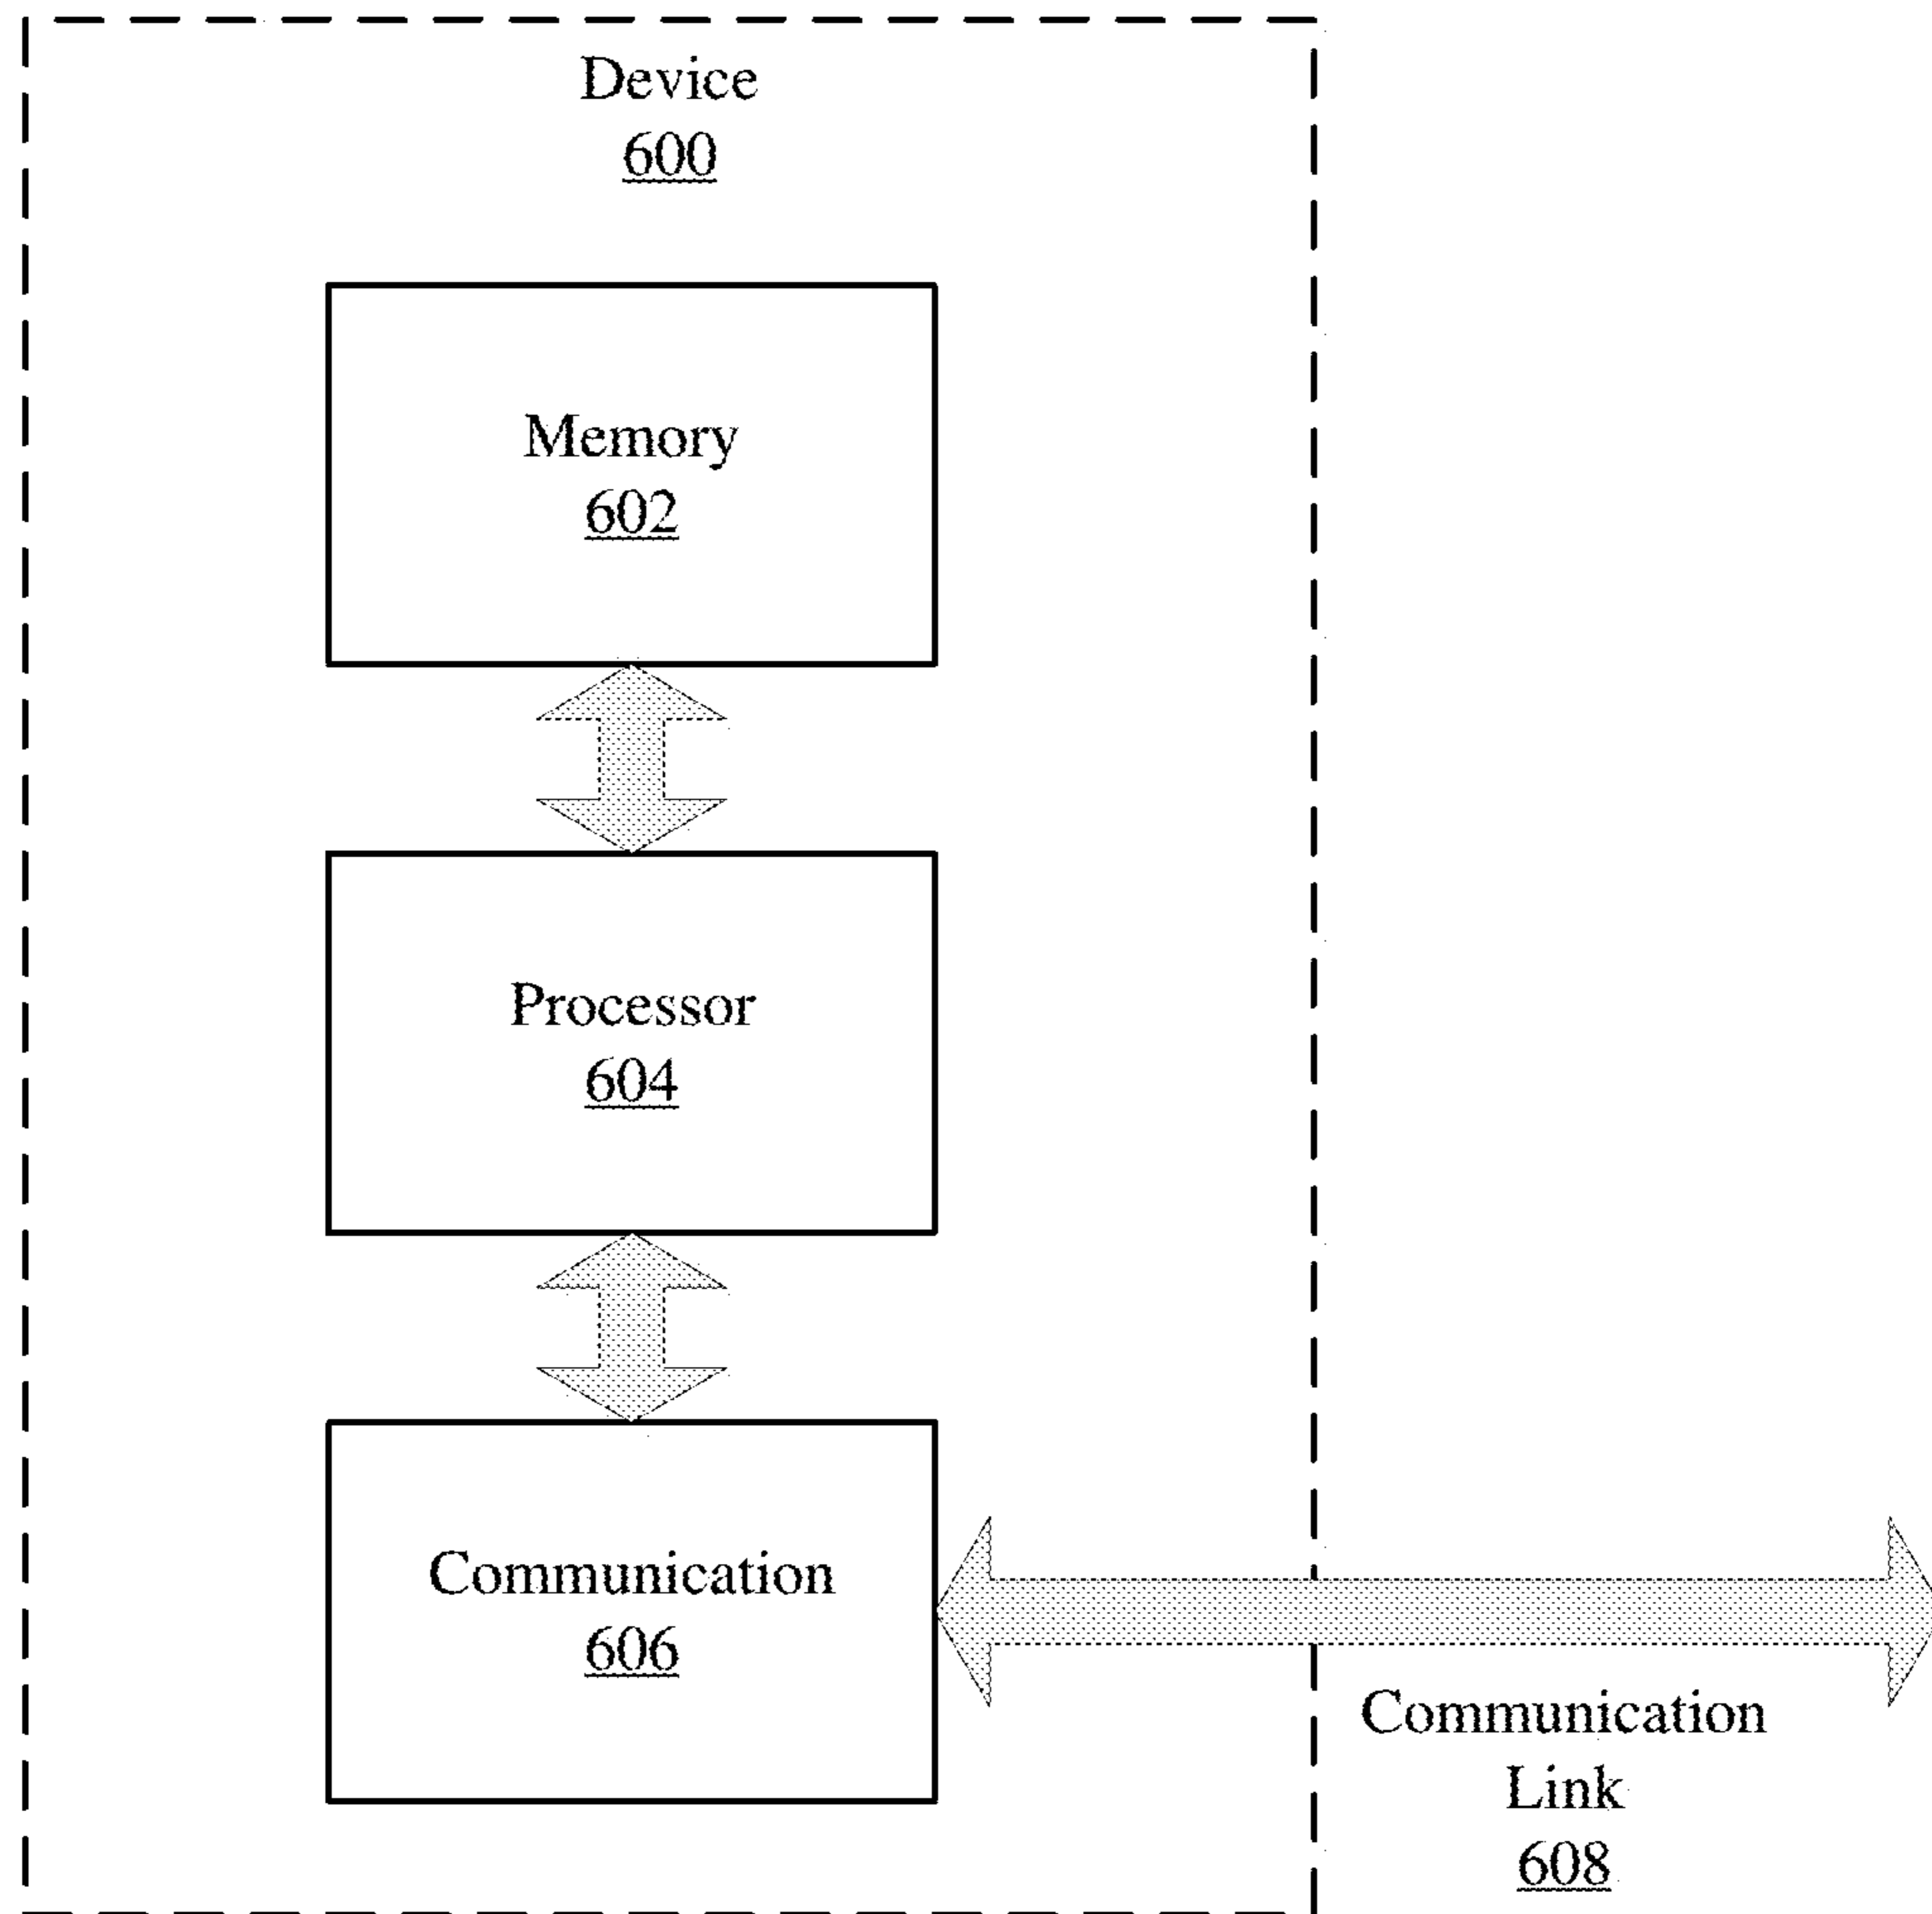 Device
600
Memory
602
Processor
604
Communication
606
Communication
Link
608